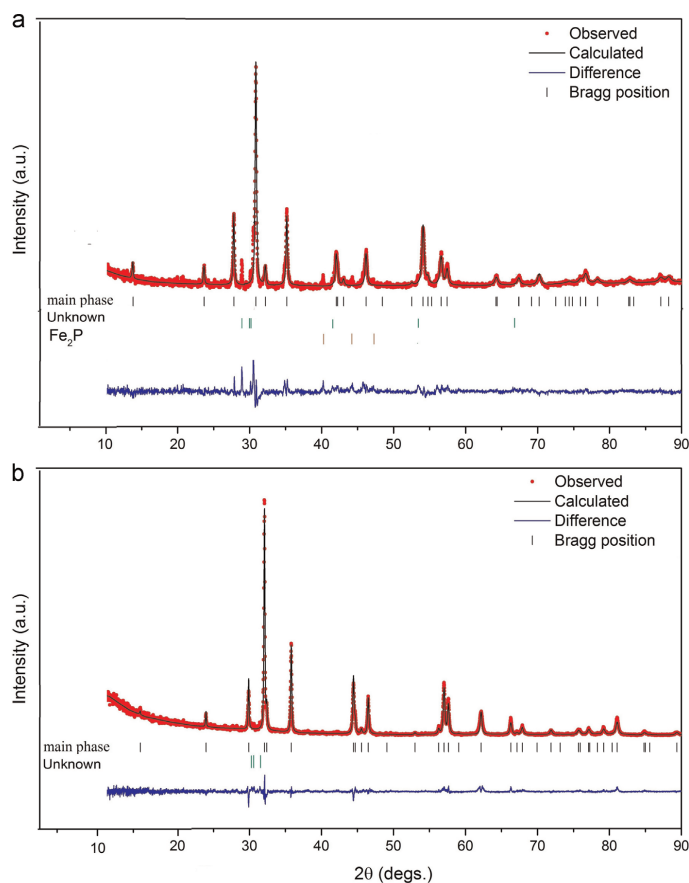 a
Observed
Calculated
Difference
Bragg position
Intensity (a.u.)
main phase
Unknown
Fe₂P
10 20 30 40 50 60 70 80 90
b
Observed
Calculated
Difference
Bragg position
Intensity (a.u.)
main phase
Unknown
10 20 30 40 50 60 70 80 90
2θ (degs.)